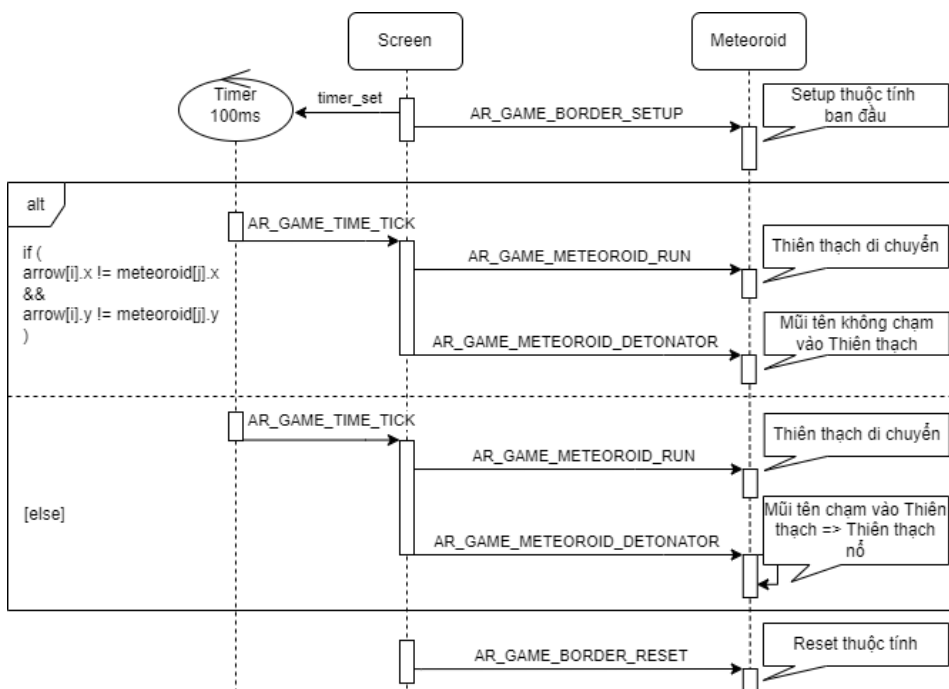 Screen
Meteoroid
Timer
100ms
timer_set
AR_GAME_BORDER_SETUP
Setup thuộc tính
ban đầu
alt
if (
arrow[i].x != meteoroid[j].x
&&
arrow[i].y != meteoroid[j].y
)
AR_GAME_TIME_TICK
AR_GAME_METEOROID_RUN
Thiên thạch di chuyển
AR_GAME_METEOROID_DETONATOR
Mũi tên không chạm
vào Thiên thạch
[else]
AR_GAME_TIME_TICK
AR_GAME_METEOROID_RUN
Thiên thạch di chuyển
AR_GAME_METEOROID_DETONATOR
Mũi tên chạm vào Thiên
thạch => Thiên thạch
nổ
AR_GAME_BORDER_RESET
Reset thuộc tính